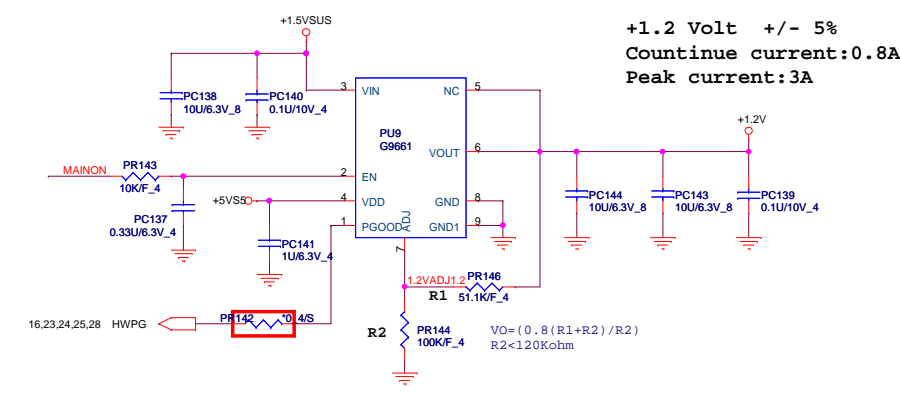 +1.5VSUS
+1.2 Volt +/- 5%
Countinue current:0.8A
Peak current:3A
PC138
10U/6.3V_8
PC140
0.1U/10V_4
3
VIN
NC
5
PU9
G9661
+1.2V
VOUT
6
MAINON
PR143
10K/F_4
2
EN
PC137
0.33U/6.3V_4
+5VS5
4
VDD
GND
8
1
PGOOD
ADJ
GND1
9
7
PC144
10U/6.3V_8
PC143
10U/6.3V_8
PC139
0.1U/10V_4
PC141
1U/6.3V_4
1.2VADJ1.2
PR146
R1
51.1K/F_4
16,23,24,25,28 HWPG
PR142
*0_4/S
R2
PR144
100K/F_4
VO=(0.8(R1+R2)/R2)
R2<120Kohm